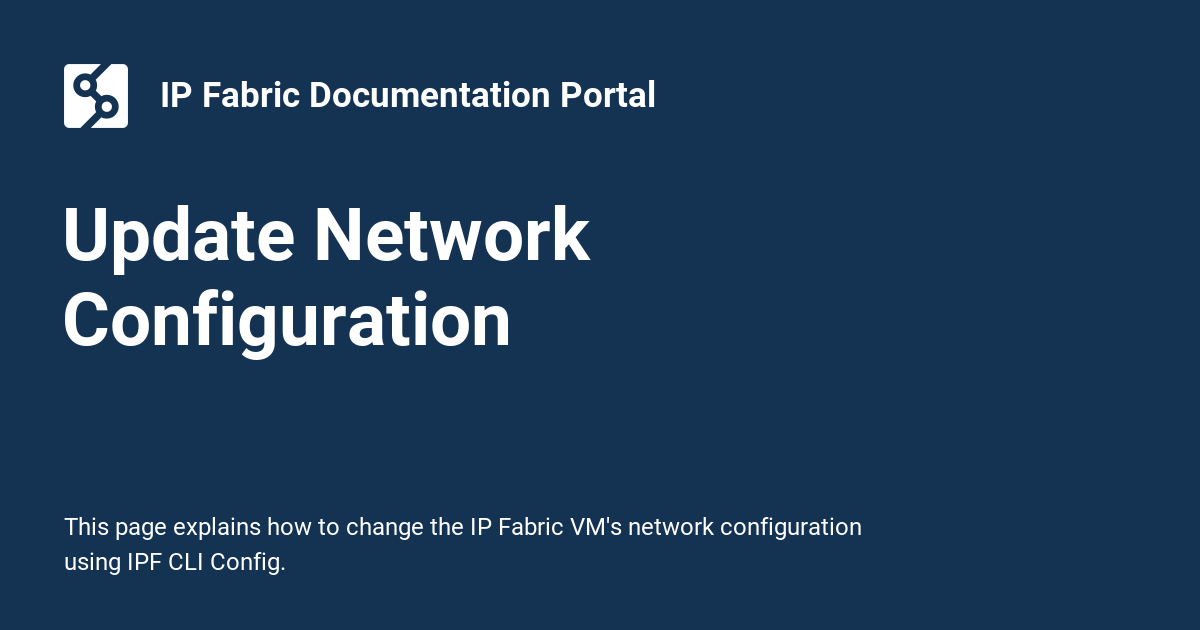 IP Fabric Documentation Portal
Update Network
Configuration
This page explains how to change the IP Fabric VM's network configuration
using IPF CLI Config.